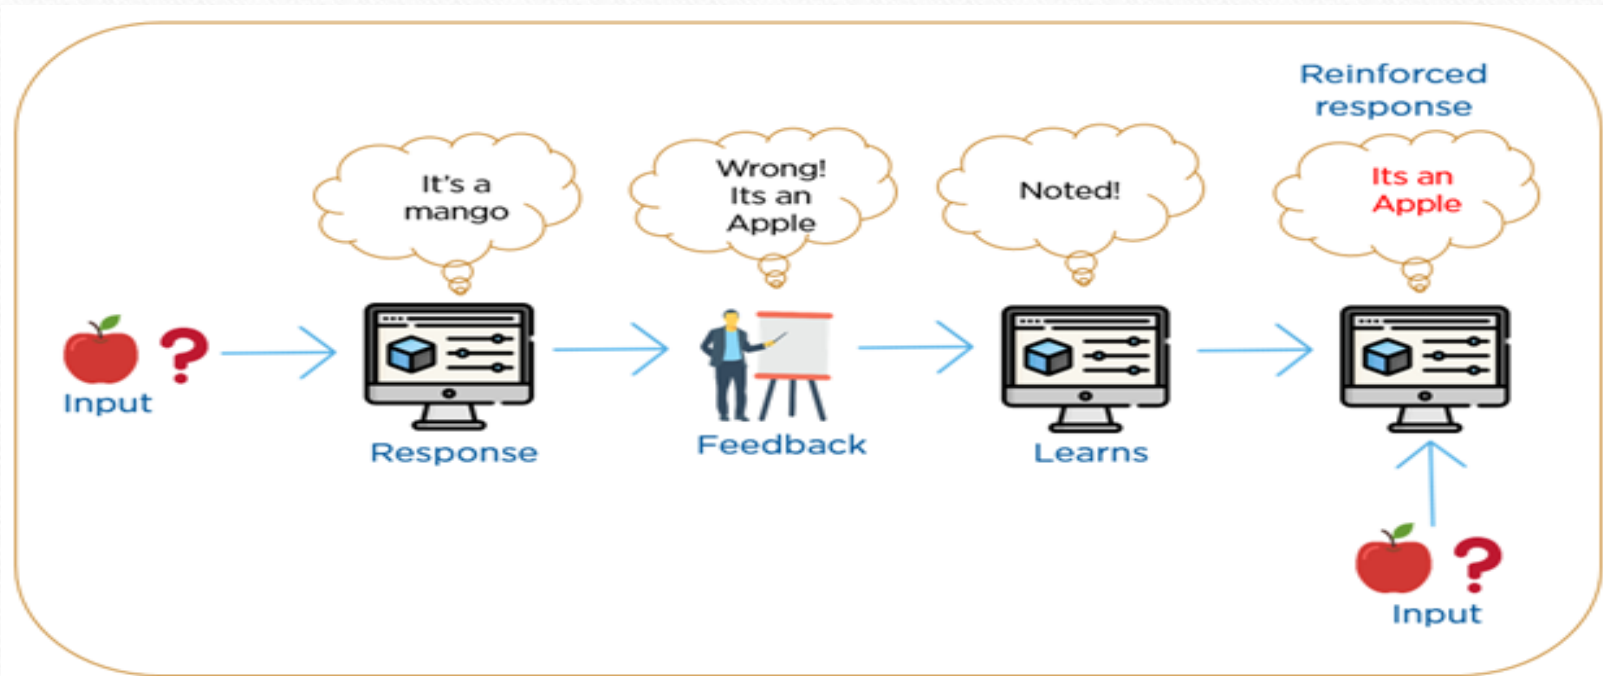 Reinforced
response
It's a
mango
Wrong!
Its an
Apple
Noted!
Its an
Apple
?
Input
Response
Feedback
Learns
?
Input